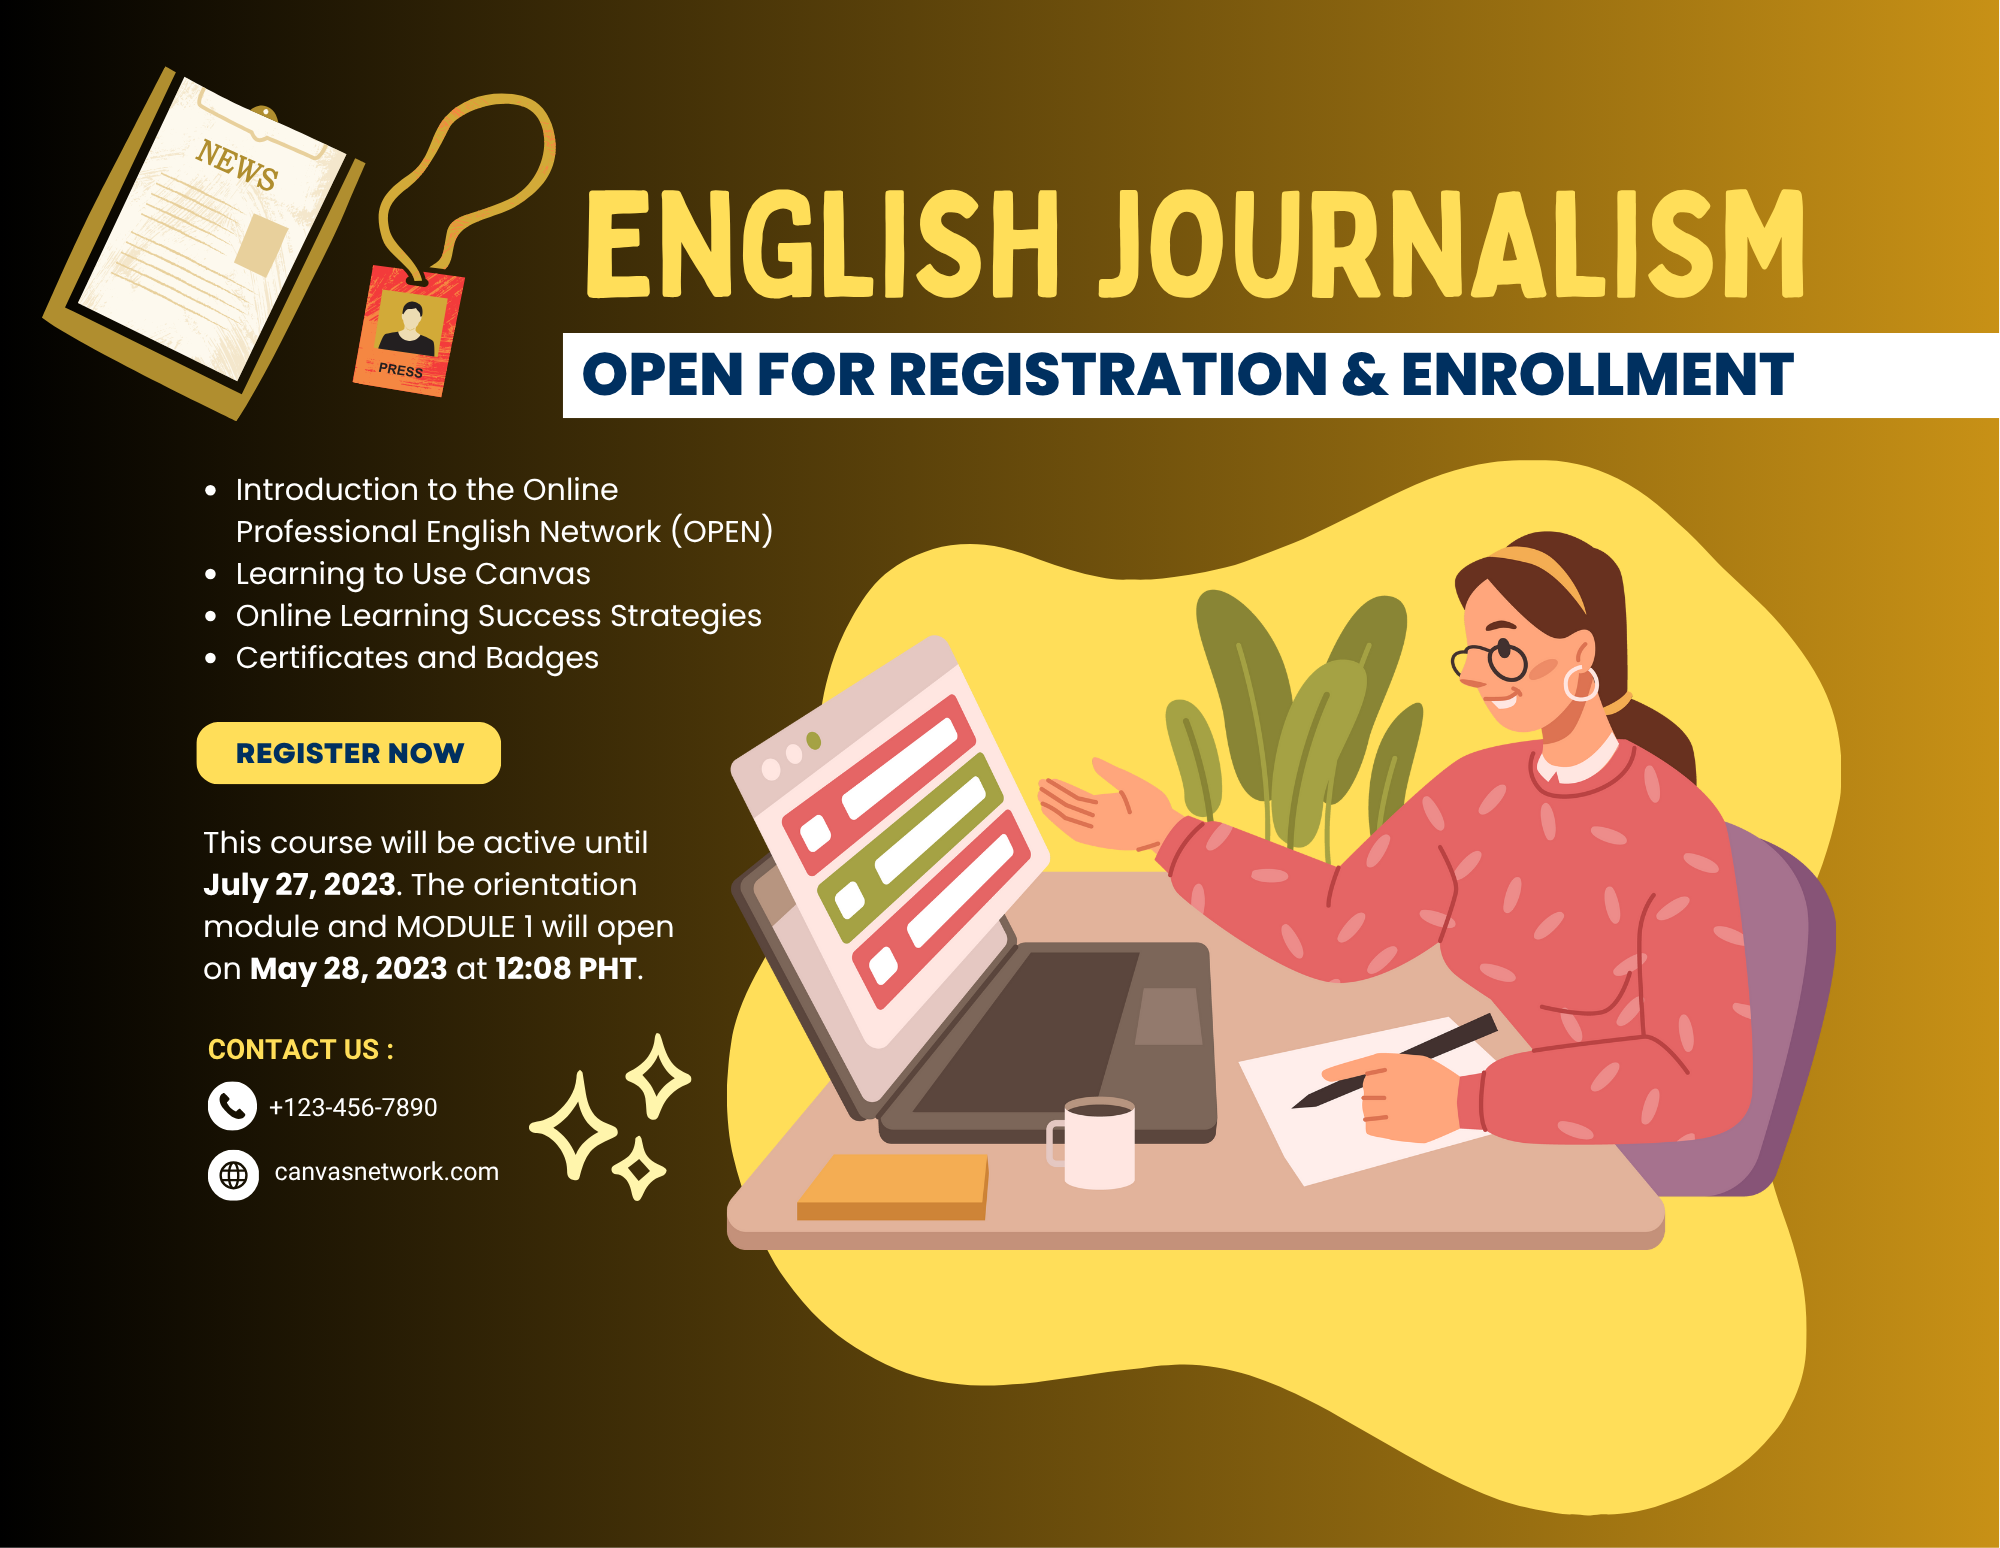 NEWS
PRESS
ENGLISH JOURNALISM
OPEN FOR REGISTRATION & ENROLLMENT
• Introduction to the Online
Professional English Network (OPEN)
• Learning to Use Canvas
• Online Learning Success Strategies
• Certificates and Badges
REGISTER NOW
This course will be active until
July 27, 2023. The orientation
module and MODULE 1 will open
on May 28, 2023 at 12:08 PHT.
CONTACT US :
+123-456-7890
canvasnetwork.com